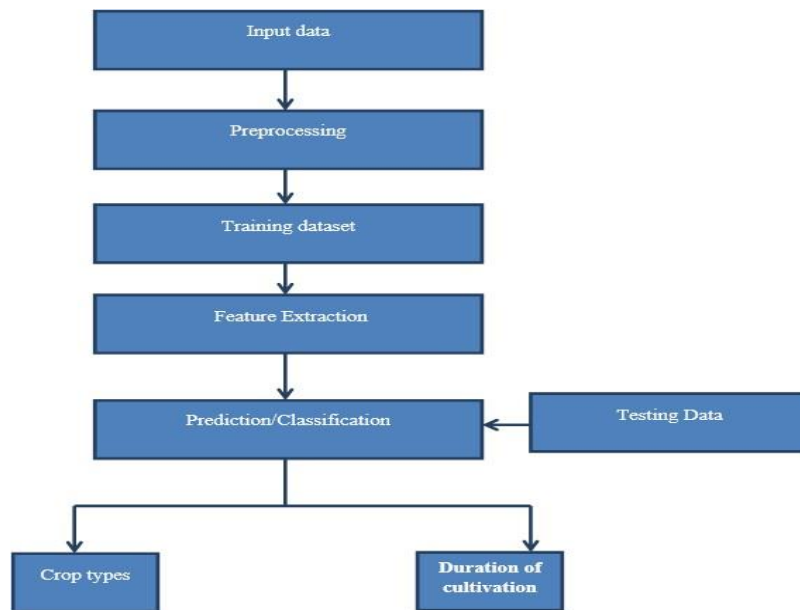 Input data
Preprocessing
Training dataset
Feature Extraction
Prediction/Classification
Testing Data
Crop types
Duration of
cultivation